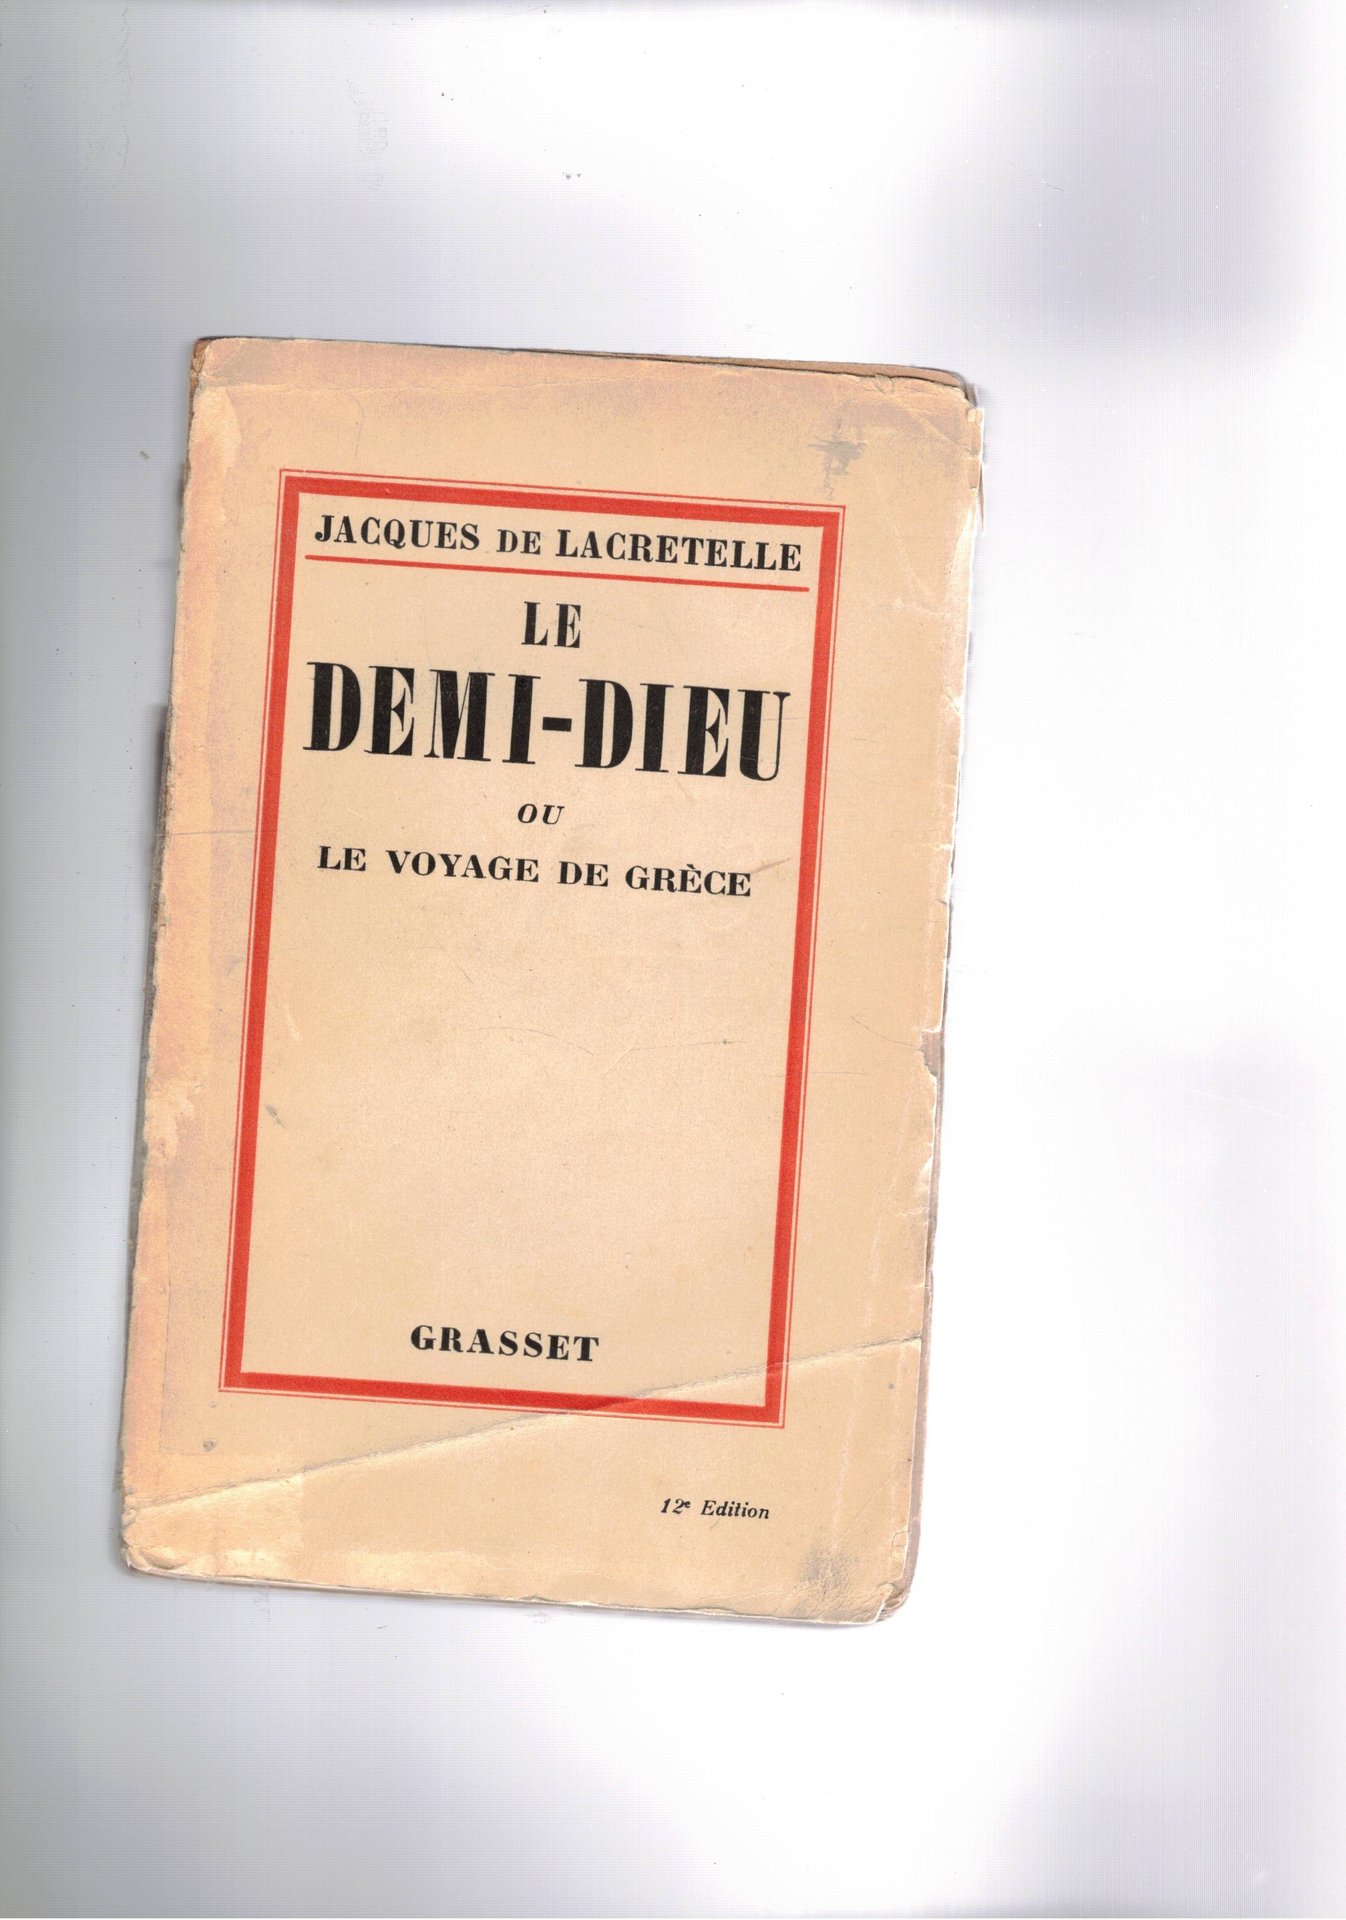 JACQUES DE LACRETELLE
LE
DEMI-DIEU
OU
LE VOYAGE DE GRÈCE
GRASSET
12e Edition